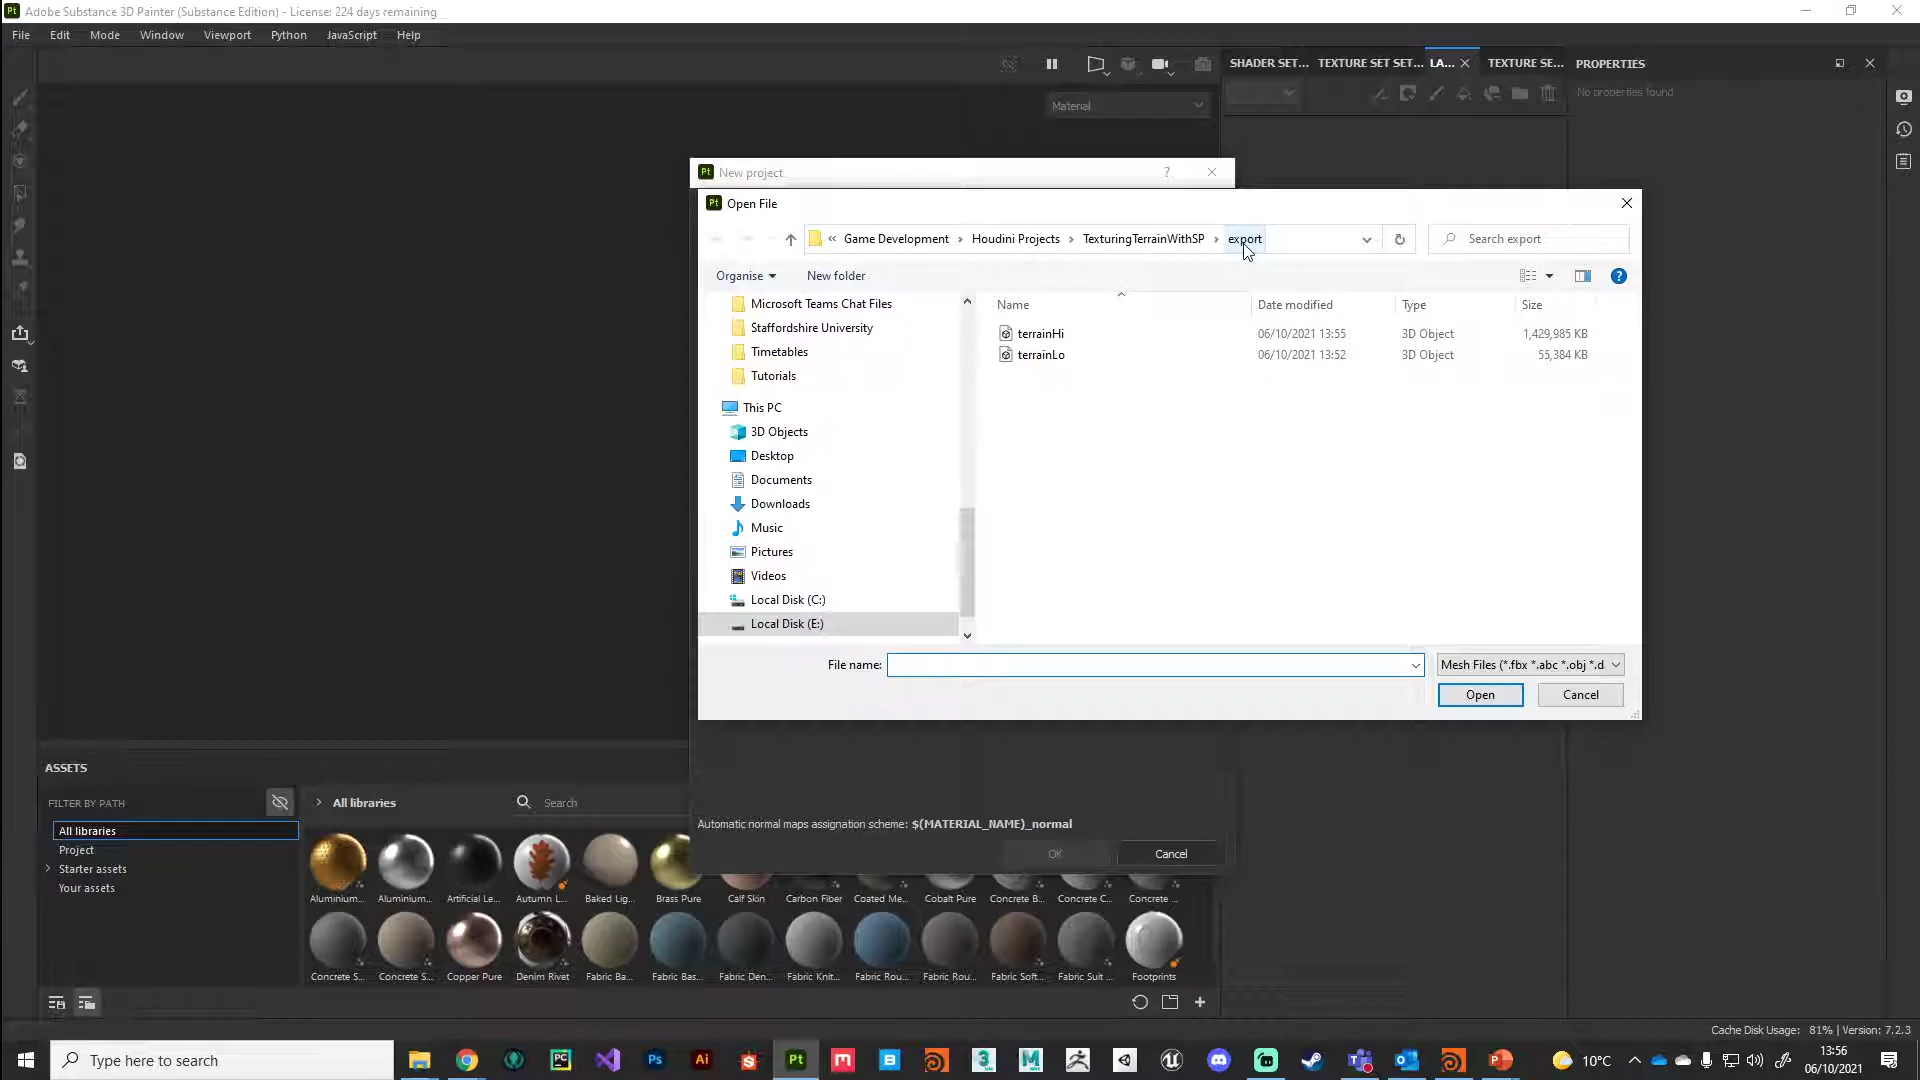 Pt Adobe Substance 3D Painter (Substance Edition) - License: 224 days remaining
File Edit Mode Window Viewport Python JavaScript Help
SHADER SET... TEXTURE SET SET... LA... TEXTURE SE... PROPERTIES
Material
No properties found
Pt New project ?
Pt Open File
« Game Development > Houdini Projects > TexturingTerrainWithSP > export
Search export
Organise New folder
Microsoft Teams Chat Files
Staffordshire University
Timetables
Tutorials
This PC
3D Objects
Desktop
Documents
Downloads
Music
Pictures
Videos
Local Disk (C:)
Local Disk (E:)
Name Date modified Type Size
terrainHi 06/10/2021 13:55 3D Object 1,429,985 KB
terrainLo 06/10/2021 13:52 3D Object 55,384 KB
File name:
Mesh Files (*.fbx *.abc *.obj *.d
Open Cancel
Automatic normal maps assignation scheme: $(MATERIAL_NAME)_normal
OK Cancel
ASSETS
FILTER BY PATH
All libraries
Project
Starter assets
Your assets
All libraries
Search
Aluminium... Aluminium... Artificial Le... Autumn L... Baked Lig... Brass Pure Calf Skin Carbon Fiber Coated Me... Cobalt Pure Concrete B... Concrete C... Concrete ...
Concrete S... Concrete S... Copper Pure Denim Rivet Fabric Ba... Fabric Bas... Fabric Den... Fabric Knit... Fabric Rou... Fabric Rou... Fabric Soft... Fabric Suit ... Footprints
Cache Disk Usage: 81% | Version: 7.2.3
Type here to search
PC
Ps
Ai
Pt
10°C
13:56
06/10/2021